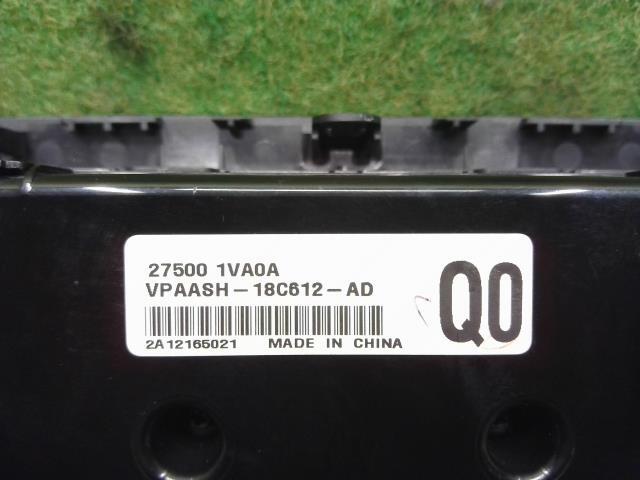 27500 1VA0A
VPAASH-18C612-AD
Q0
2A12165021 MADE IN CHINA